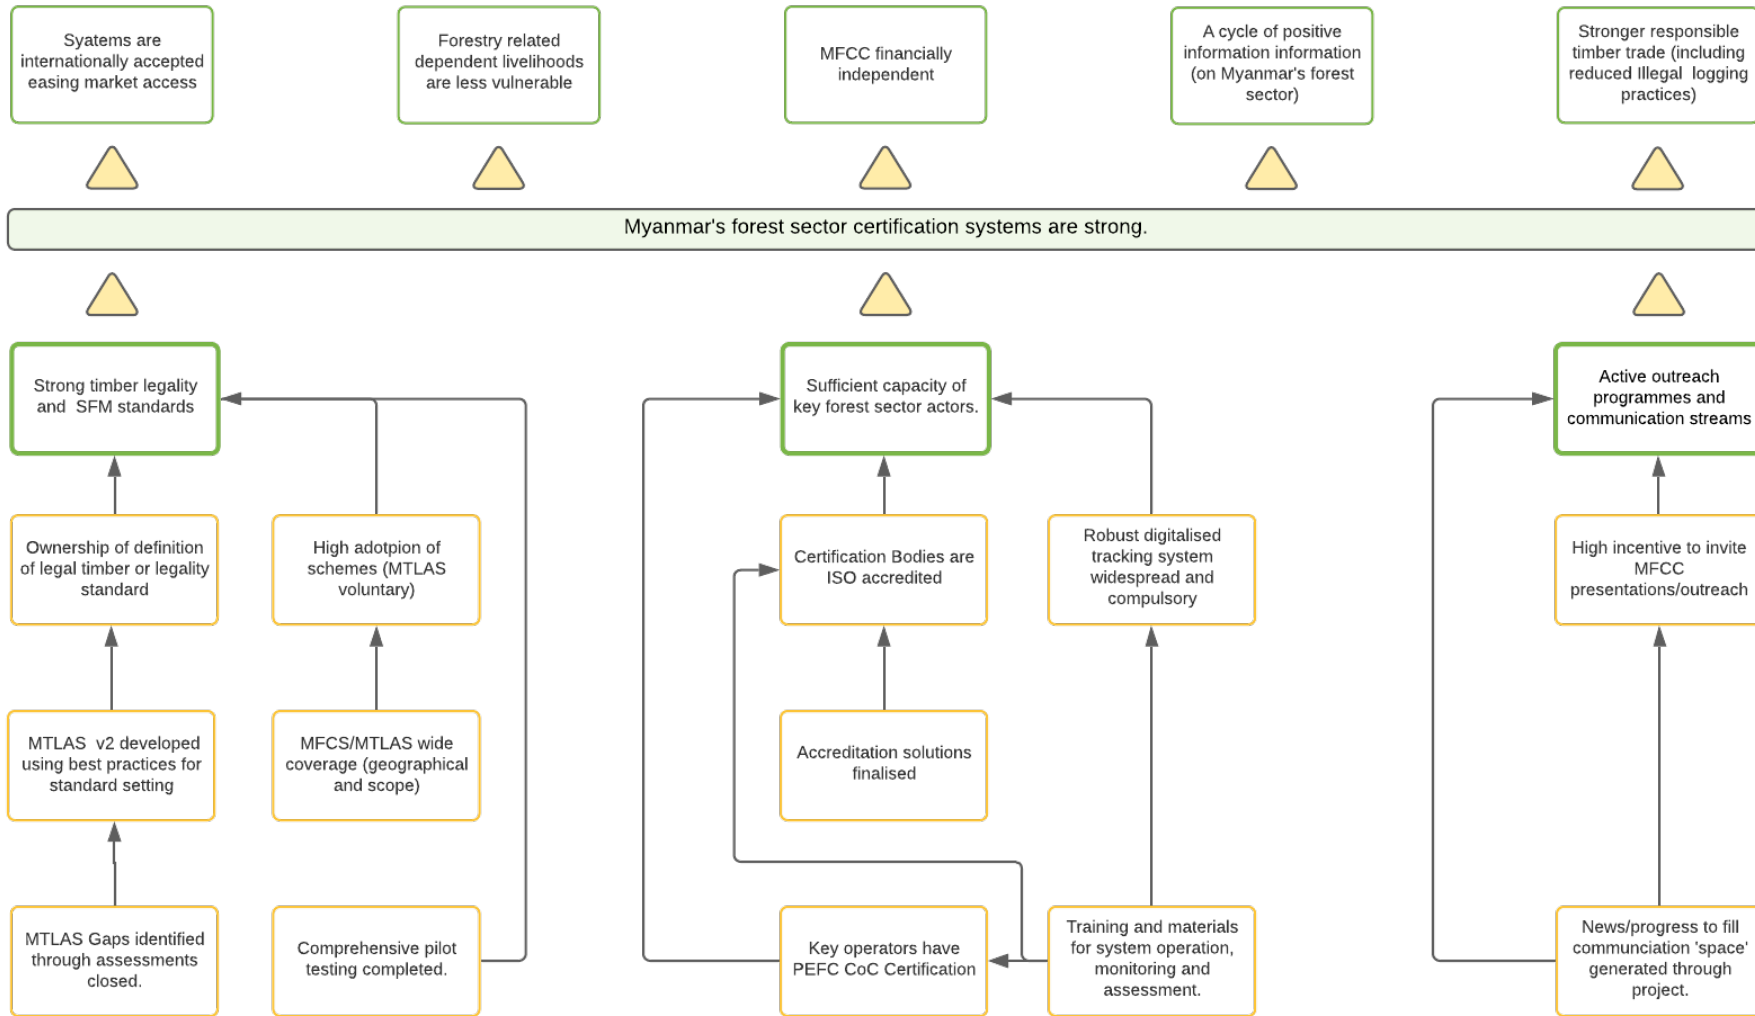 Systems are
internationally accepted
easing market access
Forestry related
dependent livelihoods
are less vulnerable
MFCC financially
independent
A cycle of positive
information information
(on Myanmar's forest
sector)
Stronger responsible
timber trade (including
reduced Illegal logging
practices)
Myanmar's forest sector certification systems are strong.
Strong timber legality
and SFM standards
Sufficient capacity of
key forest sector actors.
Active outreach
programmes and
communication streams
Ownership of definition
of legal timber or legality
standard
High adotpion of
schemes (MTLAS
voluntary)
Certification Bodies are
ISO accredited
Robust digitalised
tracking system
widespread and
compulsory
High incentive to invite
MFCC
presentations/outreach
MTLAS v2 developed
using best practices for
standard setting
MFCS/MTLAS wide
coverage (geographical
and scope)
Accreditation solutions
finalised
MTLAS Gaps identified
through assessments
closed.
Comprehensive pilot
testing completed.
Key operators have
PEFC CoC Certification
Training and materials
for system operation,
monitoring and
assessment.
News/progress to fill
communciation 'space'
generated through
project.